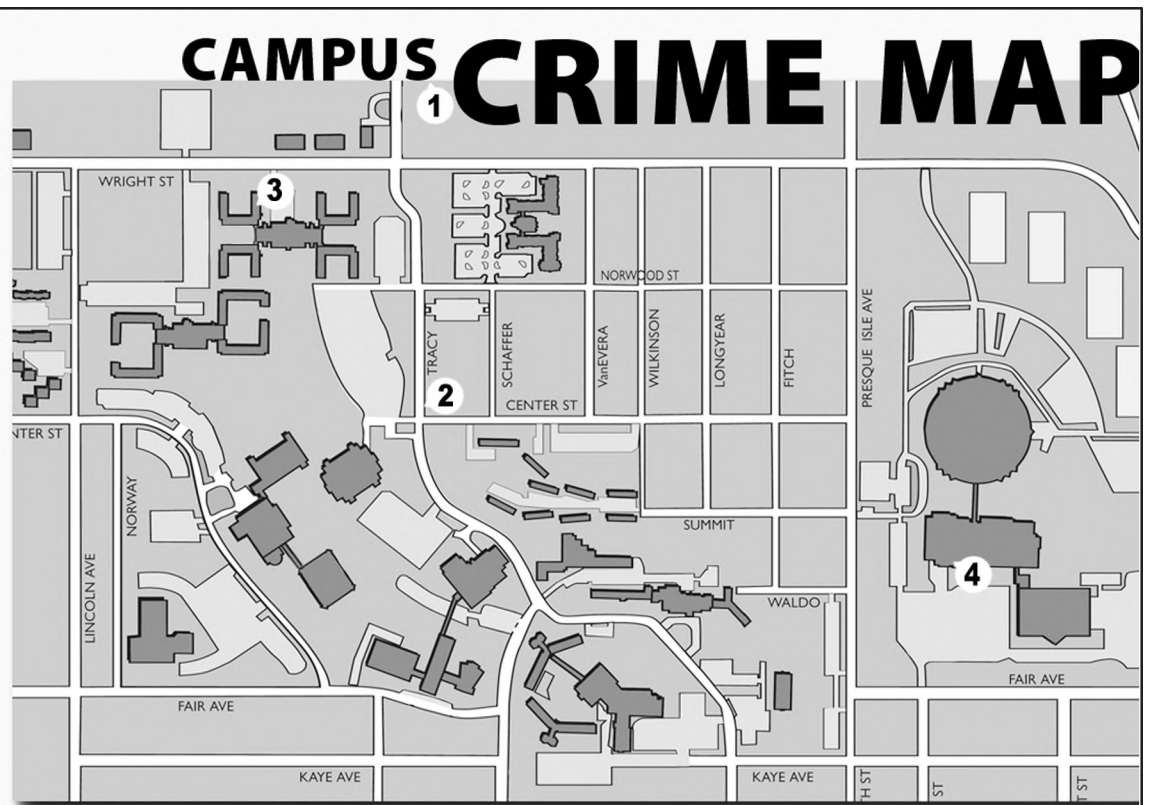 CAMPUS CRIME MAP
1
WRIGHT ST
3
NORWOOD ST
TRACY
SCHAFFER
VanEVERA
WILKINSON
LONGYEAR
FITCH
PRESQUE ISLE AVE
2
CENTER ST
NTER ST
NORWAY
LINCOLN AVE
SUMMIT
4
WALDO
FAIR AVE
FAIR AVE
KAYE AVE
KAYE AVE
TH ST
ST
T ST